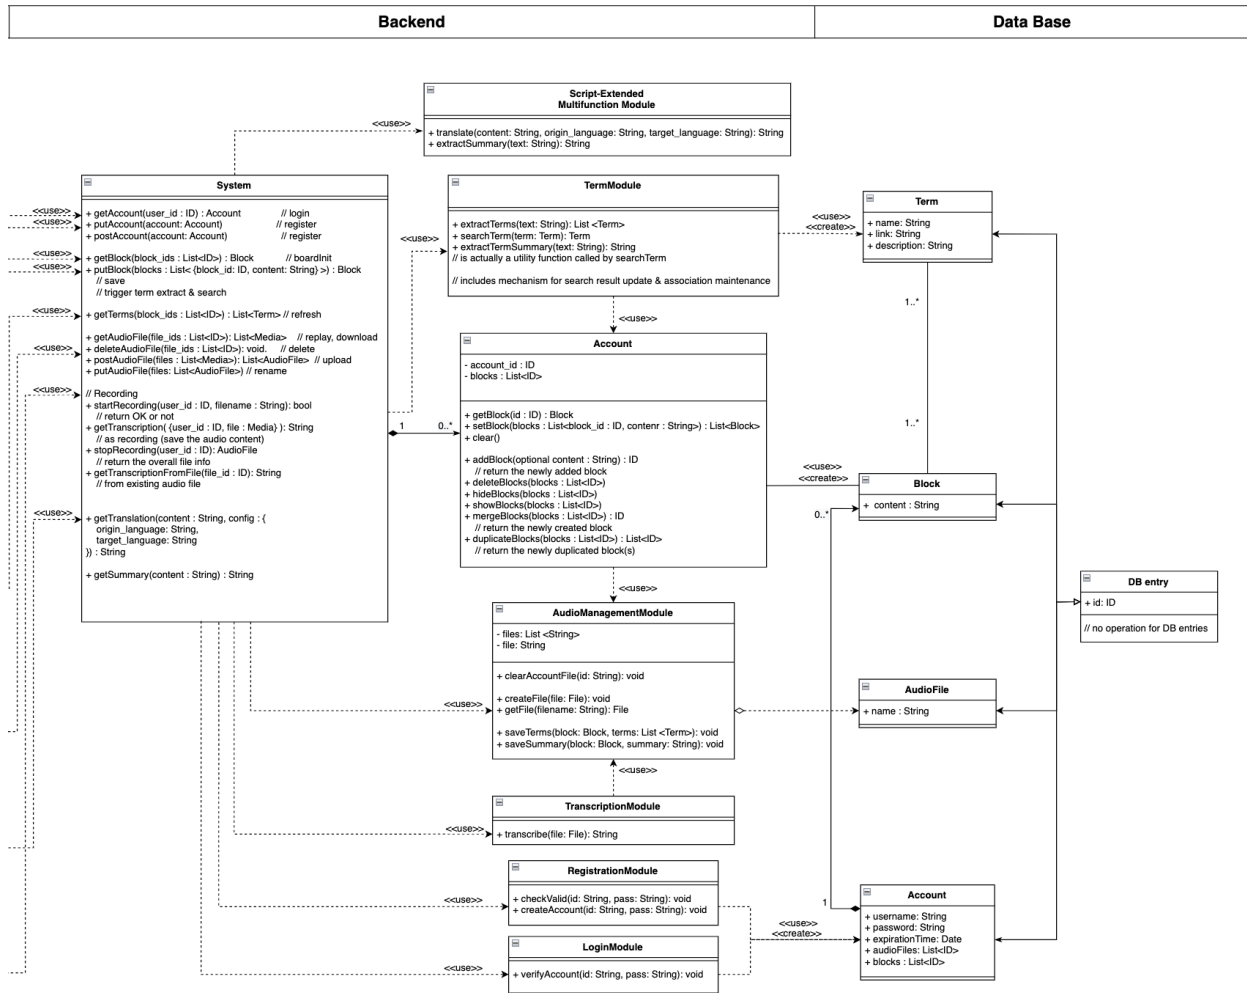 Backend
Data Base
Script-Extended
Multifunction Module
+ translate(content: String, origin_language: String, target_language: String): String
+ extractSummary(text: String): String
<<use>>
System
+ getAccount(user_id : ID) : Account // login
+ putAccount(account: Account) // register
+ postAccount(account: Account) // register
+ getBlock(block_ids : List<ID>) : Block // boardInit
+ putBlock(blocks : List< {block_id: ID, content: String} >) : Block
// save
// trigger term extract & search
+ getTerms(block_ids : List<ID>) : List<Term> // refresh
+ getAudioFile(file_ids : List<ID>): List<Media> // replay, download
+ deleteAudioFile(file_ids : List<ID>): void. // delete
+ postAudioFile(files : List<Media>): List<AudioFile> // upload
+ putAudioFile(files: List<AudioFile>) // rename
// Recording
+ startRecording(user_id : ID, filename : String): bool
// return OK or not
+ getTranscription( {user_id : ID, file : Media} ): String
// as recording (save the audio content)
+ stopRecording(user_id : ID): AudioFile
// return the overall file info
+ getTranscriptionFromFile(file_id : ID): String
// from existing audio file
+ getTranslation(content : String, config : {
origin_language: String,
target_language: String
}) : String
+ getSummary(content : String) : String
<<use>>
<<use>>
<<use>>
<<use>>
<<use>>
<<use>>
<<use>>
<<use>>
<<use>>
TermModule
+ extractTerms(text: String): List <Term>
+ searchTerm(term: Term): Term
+ extractTermSummary(text: String): String
// is actually a utility function called by searchTerm
// includes mechanism for search result update & association maintenance
<<use>>
<<create>>
Term
+ name: String
+ link: String
+ description: String
1..*
1..*
<<use>>
1
0..*
Account
- account_id : ID
- blocks : List<ID>
+ getBlock(id : ID) : Block
+ setBlock(blocks : List<block_id : ID, contenr : String>) : List<Block>
+ clear()
+ addBlock(optional content : String) : ID
// return the newly added block
+ deleteBlocks(blocks : List<ID>)
+ hideBlocks(blocks : List<ID>)
+ showBlocks(blocks : List<ID>)
+ mergeBlocks(blocks : List<ID>) : ID
// return the newly created block
+ duplicateBlocks(blocks : List<ID>) : List<ID>
// return the newly duplicated block(s)
<<use>>
<<create>>
Block
+ content : String
0..*
<<use>>
DB entry
+ id: ID
// no operation for DB entries
AudioManagementModule
- files: List <String>
- file: String
+ clearAccountFile(id: String): void
+ createFile(file: File): void
+ getFile(filename: String): File
+ saveTerms(block: Block, terms: List <Term>): void
+ saveSummary(block: Block, summary: String): void
<<use>>
AudioFile
+ name : String
<<use>>
TranscriptionModule
+ transcribe(file: File): String
<<use>>
RegistrationModule
+ checkValid(id: String, pass: String): void
+ createAccount(id: String, pass: String): void
<<use>>
LoginModule
+ verifyAccount(id: String, pass: String): void
<<use>>
<<use>>
<<create>>
1
Account
+ username: String
+ password: String
+ expirationTime: Date
+ audioFiles: List<ID>
+ blocks : List<ID>